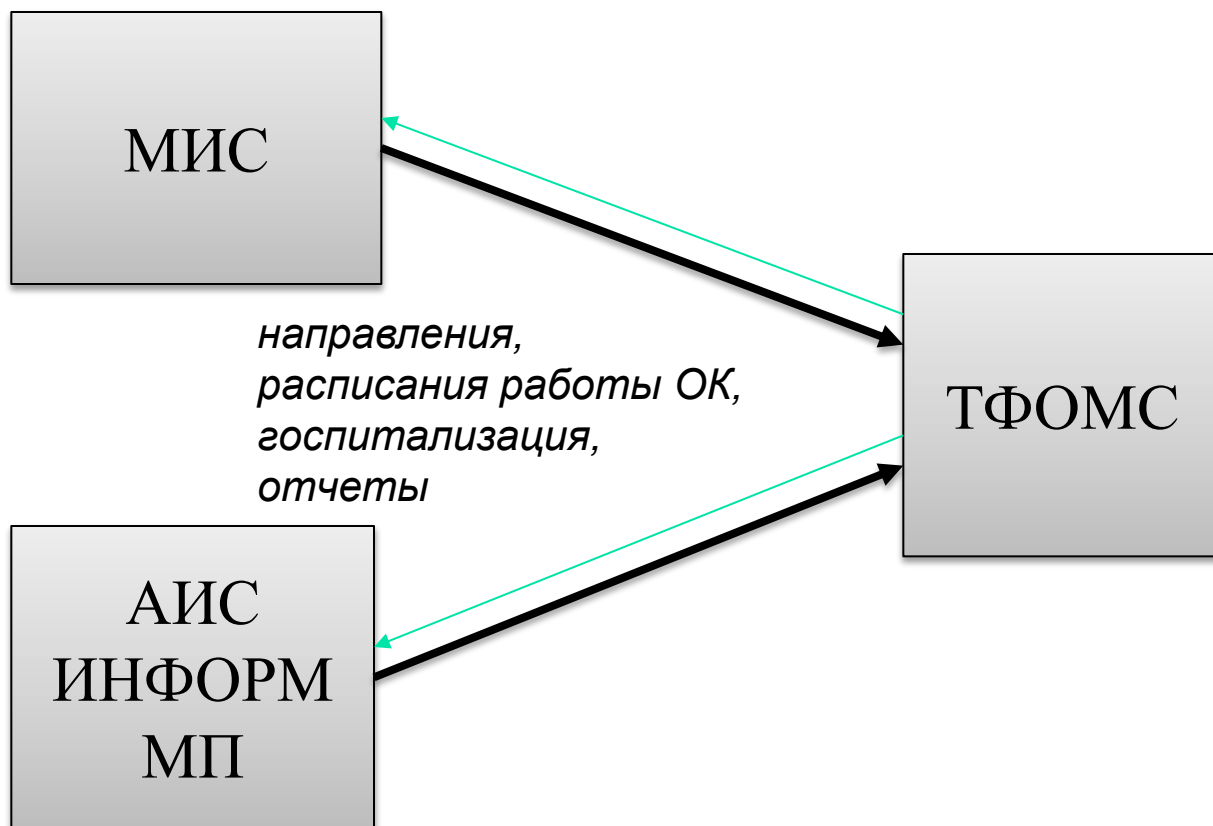 МИС
направления,
расписания работы ОК,
госпитализация,
отчеты
ТФОМС
АИС
ИНФОРМ
МП